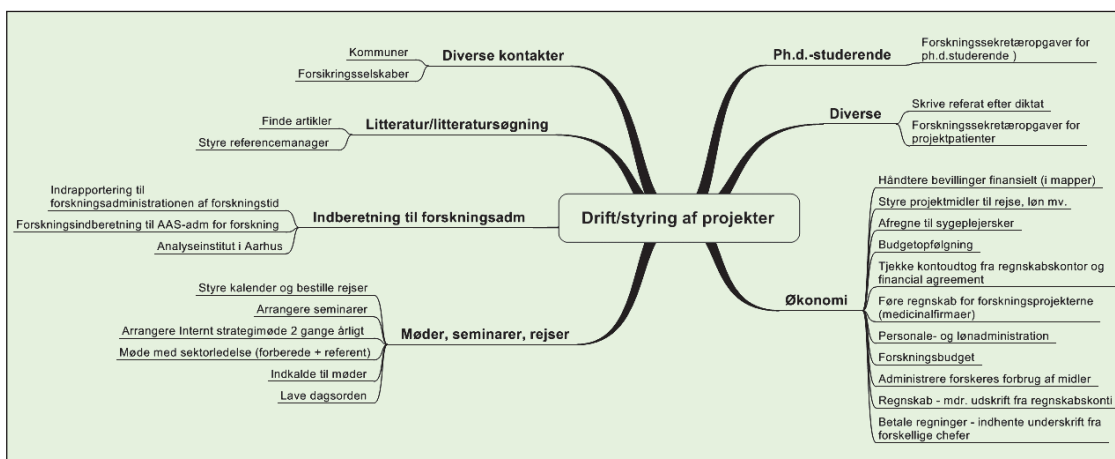 Drift/styring af projekter
Diverse kontakter
Kommuner
Forsikringsselskaber
Litteratur/litteratursøgning
Finde artikler
Styre referencemanager
Indberetning til forskningsadm
Indrapportering til
forskningsadministrationen af forskningstid
Forskningsindberetning til AAS-adm for forskning
Analyseinstitut i Aarhus
Møder, seminarer, rejser
Styre kalender og bestille rejser
Arrangere seminarer
Arrangere Internt strategimøde 2 gange årligt
Møde med sektorledelse (forberede + referent)
Indkalde til møder
Lave dagsorden
Ph.d.-studerende
Forskningssekretæropgaver for
ph.d.studerende )
Diverse
Skrive referat efter diktat
Forskningssekretæropgaver for
projektpatienter
Økonomi
Håndtere bevillinger finansielt (i mapper)
Styre projektmidler til rejse, løn mv.
Afregne til sygeplejersker
Budgetopfølgning
Tjekke kontoudtog fra regnskabskontor og
financial agreement
Føre regnskab for forskningsprojekterne
(medicinalfirmaer)
Personale- og lønadministration
Forskningsbudget
Administrere forskeres forbrug af midler
Regnskab - mdr. udskrift fra regnskabskonti
Betale regninger - indhente underskrift fra
forskellige chefer